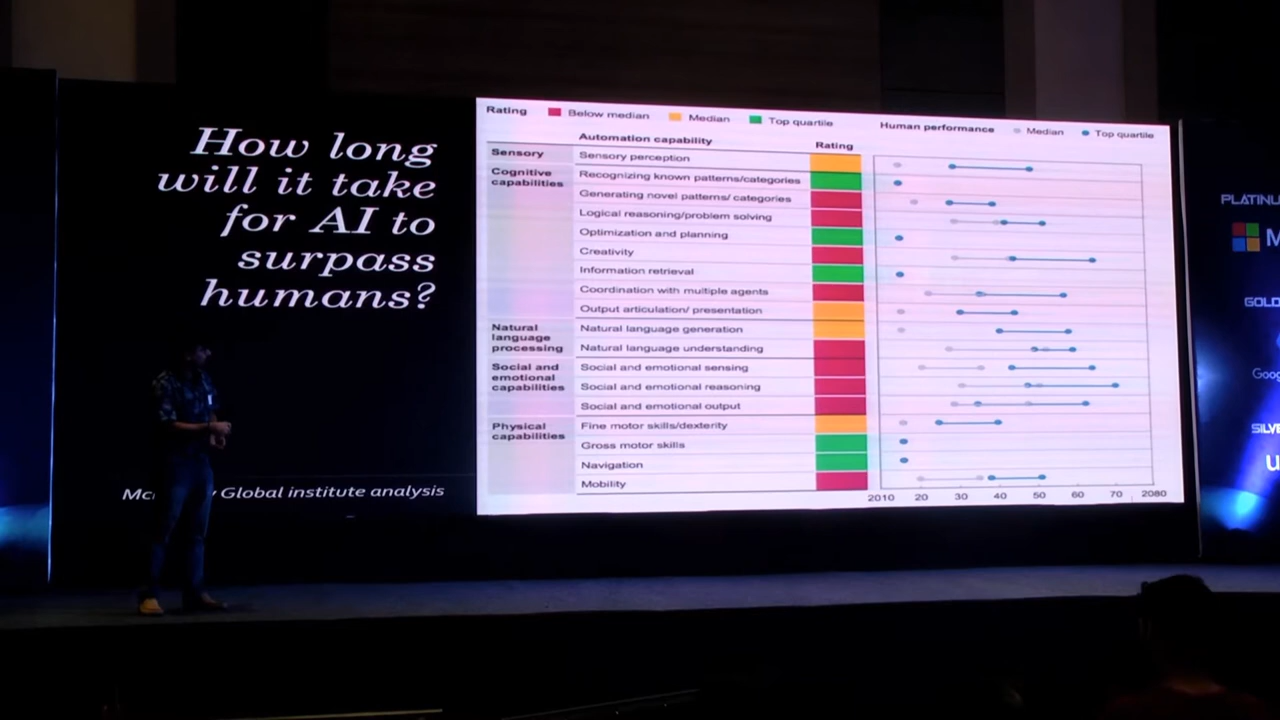 How long
will it take
for AI to
surpass
humans?
Global institute analysis
Rating Below median Median Top quartile
Human performance Median Top quartile
Automation capability Rating
Sensory Sensory perception
Cognitive capabilities Recognizing known patterns/categories
Generating novel patterns/ categories
Logical reasoning/problem solving
Optimization and planning
Creativity
Information retrieval
Coordination with multiple agents
Output articulation/ presentation
Natural language processing Natural language generation
Natural language understanding
Social and emotional capabilities Social and emotional sensing
Social and emotional reasoning
Social and emotional output
Physical capabilities Fine motor skills/dexterity
Gross motor skills
Navigation
Mobility
2010 20 30 40 50 60 70 2080
GOLD